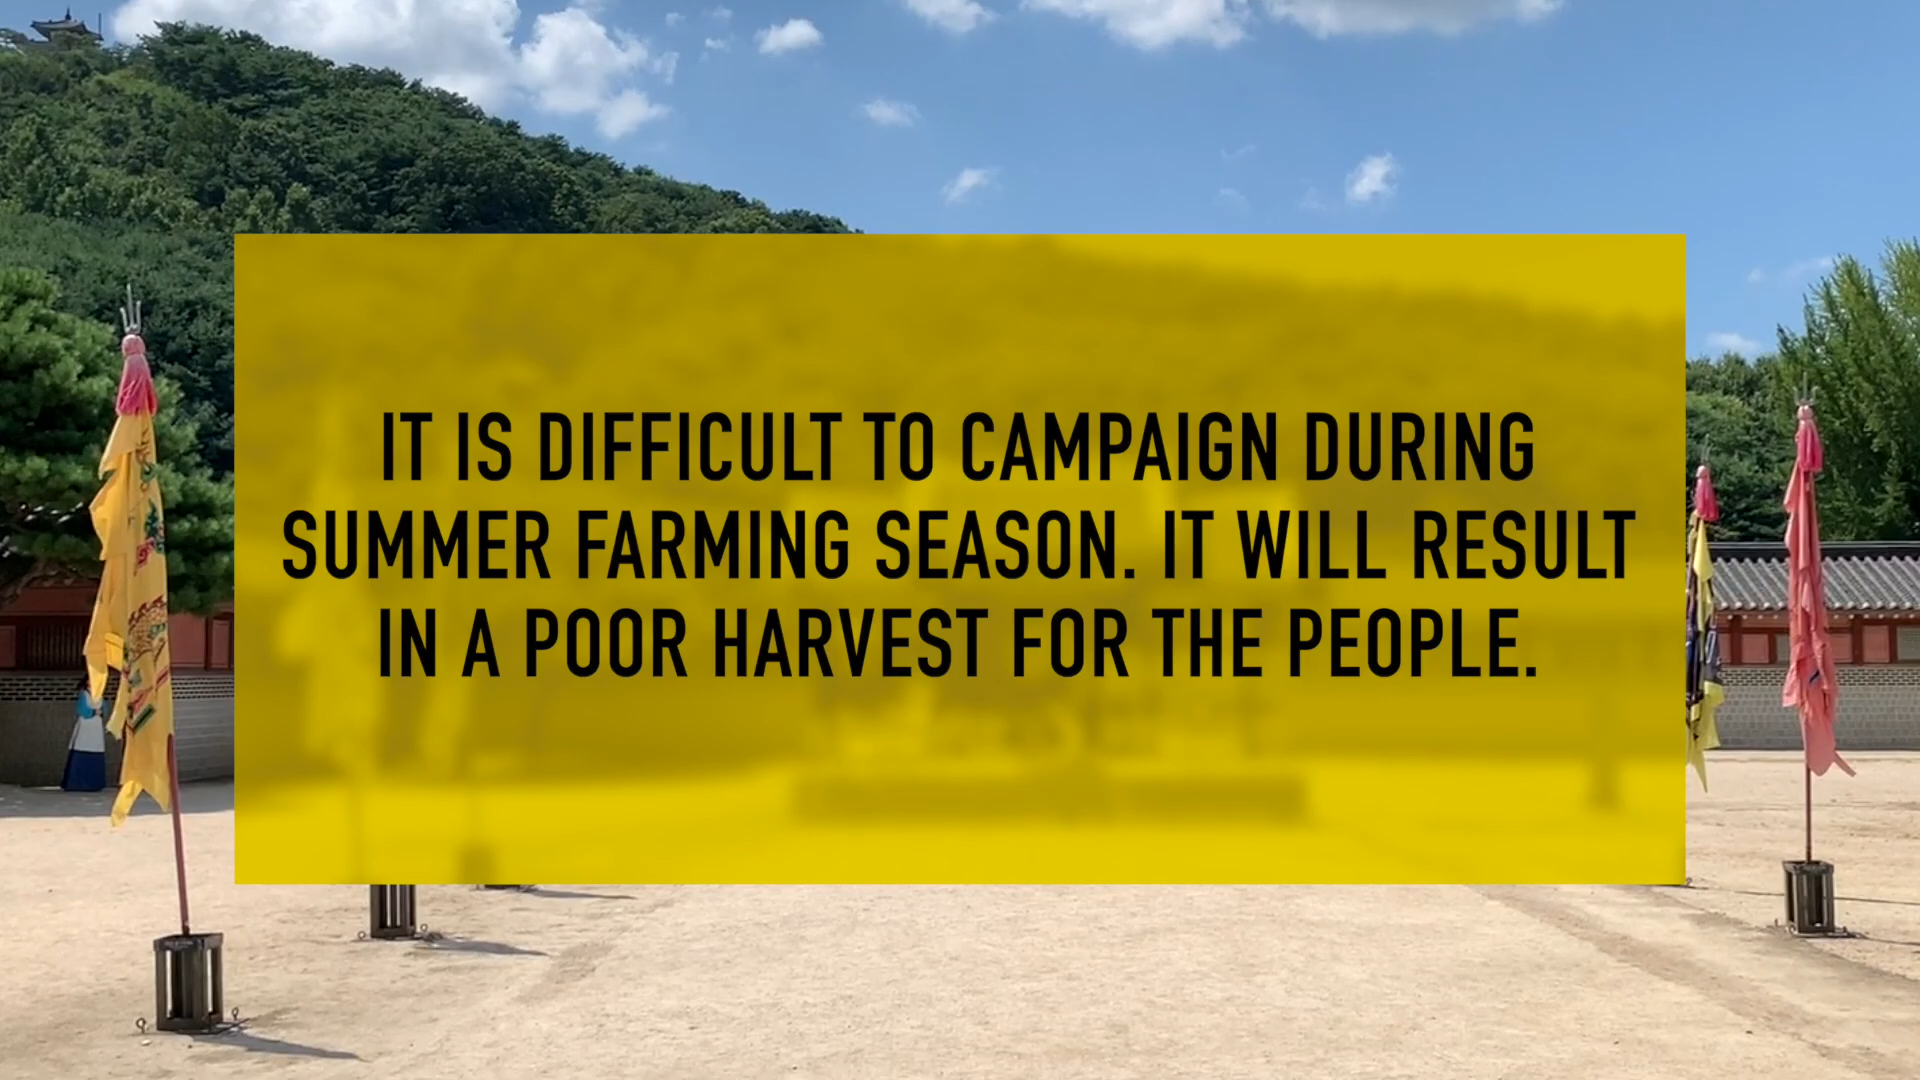 IT IS DIFFICULT TO CAMPAIGN DURING
SUMMER FARMING SEASON. IT WILL RESULT
IN A POOR HARVEST FOR THE PEOPLE.